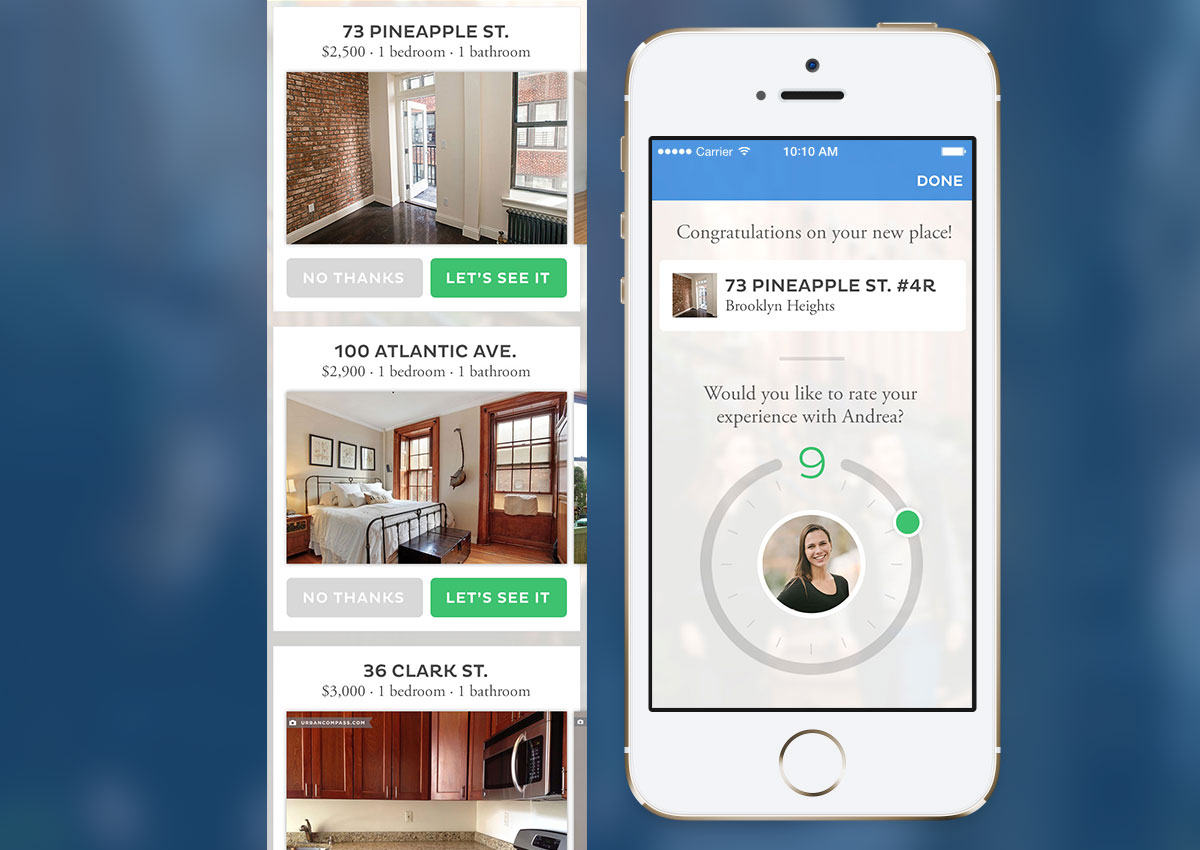 73 PINEAPPLE ST.
$2,500 · 1 bedroom · 1 bathroom
NO THANKS
LET'S SEE IT
100 ATLANTIC AVE.
$2,900 · 1 bedroom · 1 bathroom
NO THANKS
LET'S SEE IT
36 CLARK ST.
$3,000 · 1 bedroom · 1 bathroom
URBANCOMPASS.COM
Carrier
10:10 AM
DONE
Congratulations on your new place!
73 PINEAPPLE ST. #4R
Brooklyn Heights
Would you like to rate your
experience with Andrea?
9